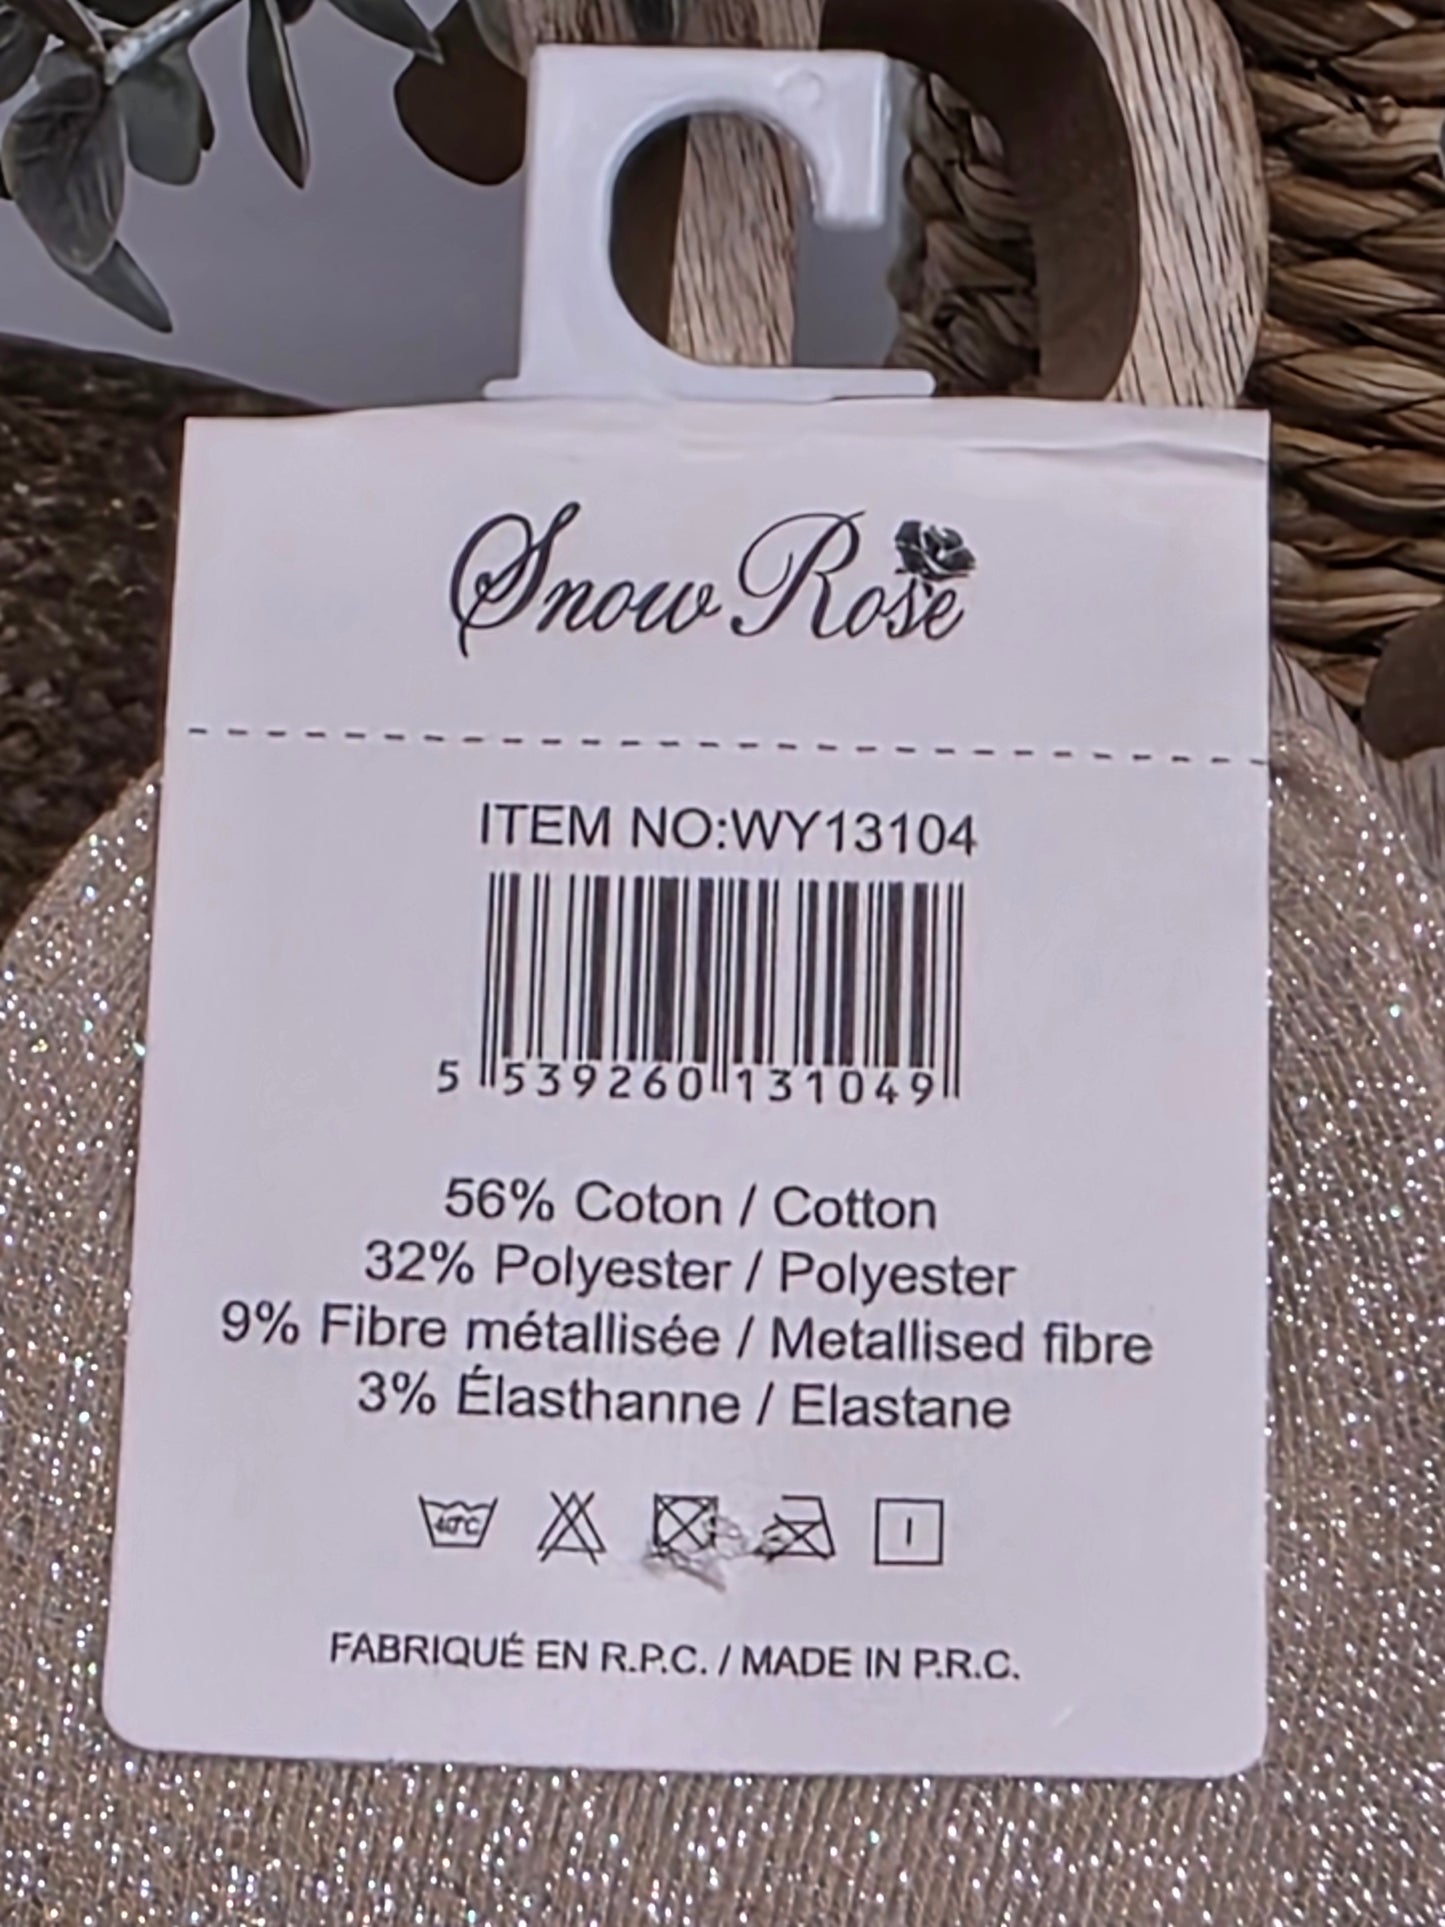 Snow Rose
ITEM NO:WY13104
5 539260 131049
56% Coton / Cotton
32% Polyester / Polyester
9% Fibre métallisée / Metallised fibre
3% Élasthanne / Elastane
40°C
FABRIQUÉ EN R.P.C. / MADE IN P.R.C.